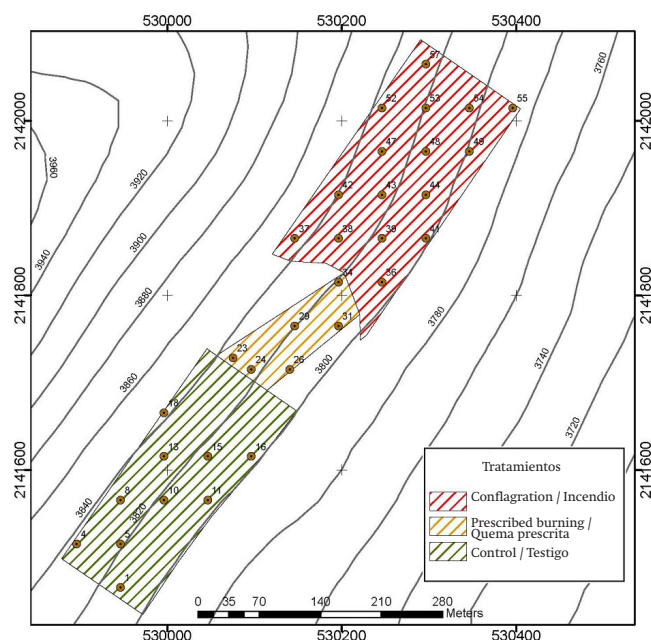 530000 530200 530400
57
52 53 54 55
2142000 2142000
47 48 49
42 43 44
37 38 39 41
34 36
29 31
23 24 26
18
13 15 16
8 10 11
4 5
1
3960
3940
3920
3900
3880
3860
3840
3820
3800
3780
3760
3740
3720
2141800 2141800
2141600 2141600
Tratamientos
Conflagration / Incendio
Prescribed burning /
Quema prescrita
Control / Testigo
0 35 70 140 210 280
Meters
530000 530200 530400